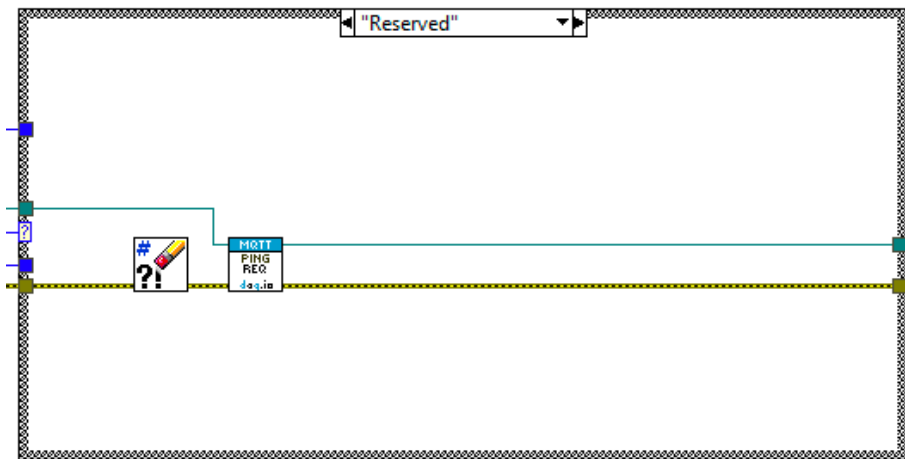 "Reserved"
?
#
?!
MQTT
PING
REQ
daq.io